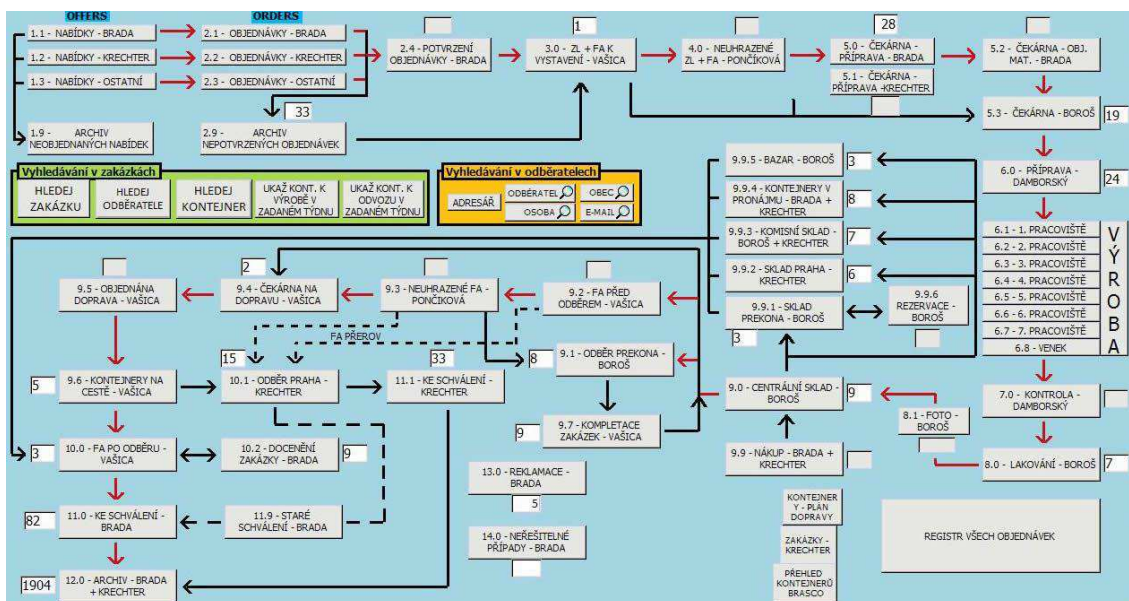 OFFERS
ORDERS
1.1 - NABÍDKY - BRADA
2.1 - OBJEDNÁVKY - BRADA
1.2 - NABÍDKY - KRECHTER
2.2 - OBJEDNÁVKY - KRECHTER
1.3 - NABÍDKY - OSTATNÍ
2.3 - OBJEDNÁVKY - OSTATNÍ
2.4 - POTVRZENÍ
OBJEDNÁVKY - BRADA
1
3.0 - ZL + FA K
VYSTAVENÍ - VAŠICA
4.0 - NEUHRAZENÉ
ZL + FA - PONČÍKOVÁ
28
5.0 - ČEKÁRNA -
PŘÍPRAVA - BRADA
5.1 - ČEKÁRNA -
PŘÍPRAVA -KRECHTER
5.2 - ČEKÁRNA - OBJ.
MAT. - BRADA
33
1.9 - ARCHIV
NEOBJEDNANÝCH NABÍDEK
2.9 - ARCHIV
NEPOTVRZENÝCH OBJEDNÁVEK
5.3 - ČEKÁRNA - BOROŠ
19
Vyhledávání v zakázkách
HLEDEJ
ZAKÁZKU
HLEDEJ
ODBĚRATELE
HLEDEJ
KONTEJNER
UKAŽ KONT. K
VÝROBĚ V
ZADANÉM TÝDNU
UKAŽ KONT. K
ODVOZU V
ZADANÉM TÝDNU
Vyhledávání v odběratelech
ADRESÁŘ
ODBĚRATEL
OBEC
OSOBA
E-MAIL
9.9.5 - BAZAR - BOROŠ
3
9.9.4 - KONTEJNERY V
PRONÁJMU - BRADA +
KRECHTER
8
9.9.3 - KOMISNÍ SKLAD -
BOROŠ + KRECHTER
7
9.9.2 - SKLAD PRAHA -
KRECHTER
6
9.9.1 - SKLAD
PREKONA - BOROŠ
3
9.9.6
REZERVACE -
BOROŠ
6.0 - PŘÍPRAVA -
DAMBORSKÝ
24
6.1 - 1. PRACOVIŠTĚ
6.2 - 2. PRACOVIŠTĚ
6.3 - 3. PRACOVIŠTĚ
6.4 - 4. PRACOVIŠTĚ
6.5 - 5. PRACOVIŠTĚ
6.6 - 6. PRACOVIŠTĚ
6.7 - 7. PRACOVIŠTĚ
6.8 - VENEK
VÝROBA
9.5 - OBJEDNÁNA
DOPRAVA - VAŠICA
2
9.4 - ČEKÁRNA NA
DOPRAVU - VAŠICA
9.3 - NEUHRAZENÉ FA -
PONČÍKOVÁ
9.2 - FA PŘED
ODBĚREM - VAŠICA
FA PŘEROV
5
9.6 - KONTEJNERY NA
CESTĚ - VAŠICA
15
10.1 - ODBĚR PRAHA -
KRECHTER
33
11.1 - KE SCHVÁLENÍ -
KRECHTER
8
9.1 - ODBĚR PREKONA -
BOROŠ
9.0 - CENTRÁLNÍ SKLAD -
BOROŠ
9
7.0 - KONTROLA -
DAMBORSKÝ
8.1 - FOTO -
BOROŠ
3
10.0 - FA PO ODBĚRU -
VAŠICA
10.2 - DOCENĚNÍ
ZAKÁZKY - BRADA
9
9
9.7 - KOMPLETACE
ZAKÁZEK - VAŠICA
9.9 - NÁKUP - BRADA +
KRECHTER
8.0 - LAKOVÁNÍ - BOROŠ
7
13.0 - REKLAMACE -
BRADA
5
82
11.0 - KE SCHVÁLENÍ -
BRADA
11.9 - STARÉ
SCHVÁLENÍ - BRADA
14.0 - NEŘEŠITELNÉ
PŘÍPADY - BRADA
KONTEJNER
Y - PLÁN
DOPRAVY
ZAKÁZKY -
KRECHTER
PŘEHLED
KONTEJNERŮ
BRASCO
REGISTR VŠECH OBJEDNÁVEK
1904
12.0 - ARCHIV - BRADA
+ KRECHTER